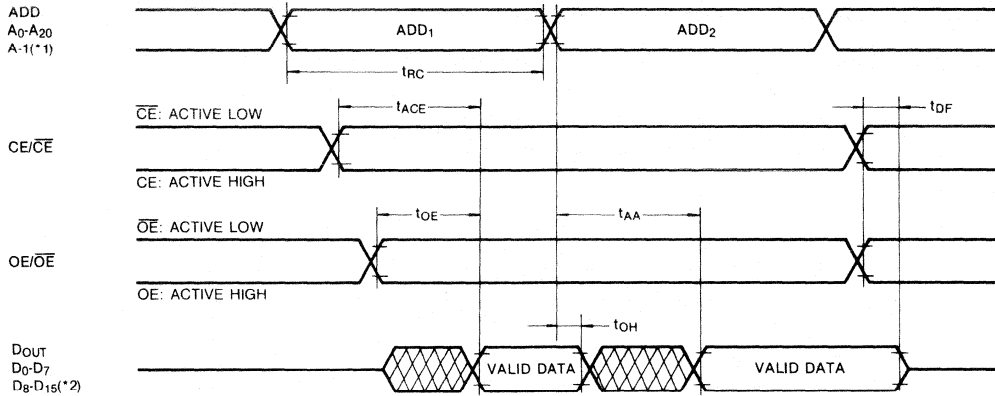 ADD
A0-A20
A-1(*1)
ADD1
ADD2
tRC
CE: ACTIVE LOW
tACE
tDF
CE/CE
CE: ACTIVE HIGH
OE: ACTIVE LOW
tOE
tAA
OE/OE
OE: ACTIVE HIGH
tOH
DOUT
D0-D7
D8-D15(*2)
VALID DATA
VALID DATA